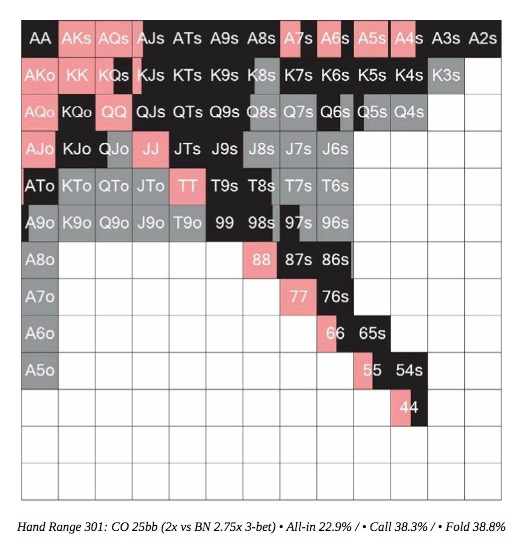 AA AKs AQs AJs ATs A9s A8s A7s A6s A5s A4s A3s A2s
AKo KK KQs KJs KTs K9s K8s K7s K6s K5s K4s K3s
AQo KQo QQ QJs QTs Q9s Q8s Q7s Q6s Q5s Q4s
AJo KJo QJo JJ JTs J9s J8s J7s J6s
ATo KTo QTo JTo TT T9s T8s T7s T6s
A9o K9o Q9o J9o T9o 99 98s 97s 96s
A8o 88 87s 86s
A7o 77 76s
A6o 66 65s
A5o 55 54s
44
Hand Range 301: CO 25bb (2x vs BN 2.75x 3-bet) • All-in 22.9% / • Call 38.3% / • Fold 38.8%